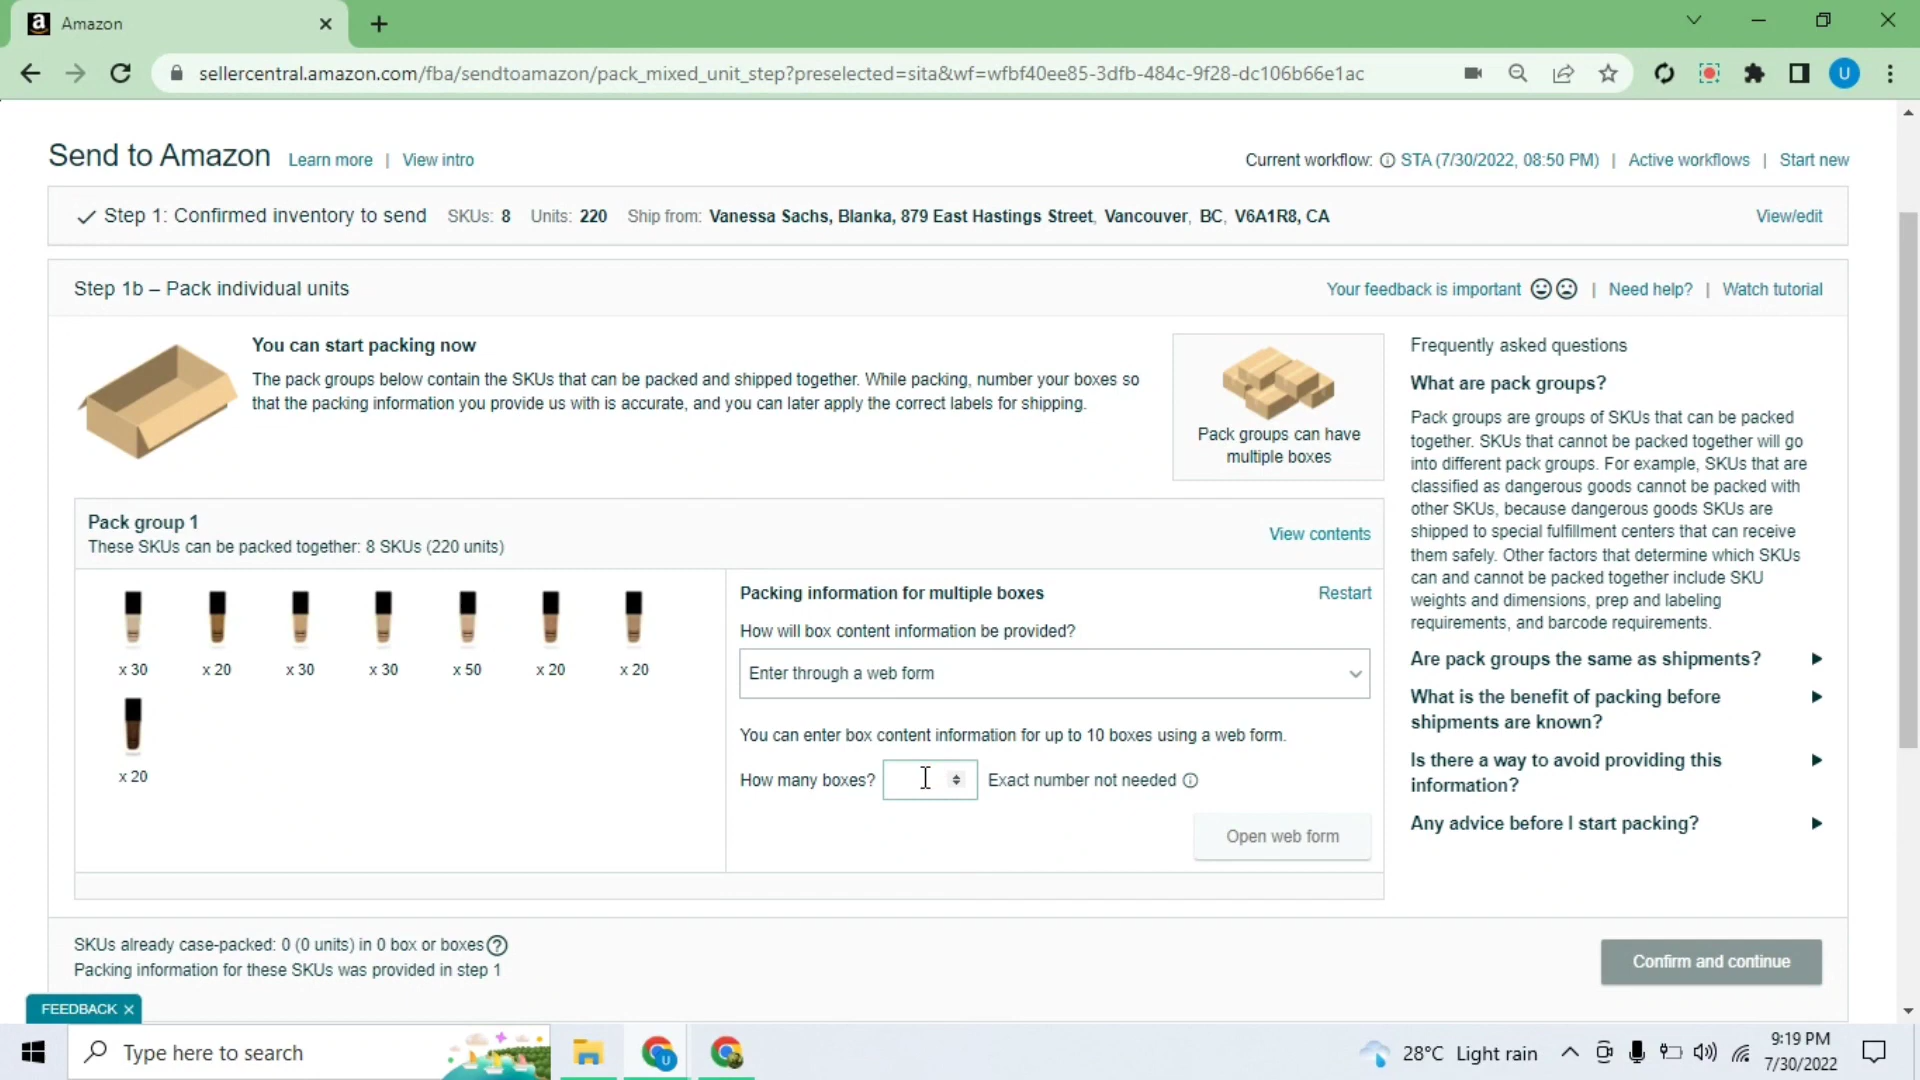 Amazon
sellercentral.amazon.com/fba/sendtoamazon/pack_mixed_unit_step?preselected=sita&wf=wfbf40ee85-3dfb-484c-9f28-dc106b66e1ac
U
Send to Amazon Learn more | View intro
Current workflow: STA (7/30/2022, 08:50 PM) | Active workflows | Start new
Step 1: Confirmed inventory to send SKUs: 8 Units: 220 Ship from: Vanessa Sachs, Blanka, 879 East Hastings Street, Vancouver, BC, V6A1R8, CA View/edit
Step 1b – Pack individual units
Your feedback is important | Need help? | Watch tutorial
You can start packing now
The pack groups below contain the SKUs that can be packed and shipped together. While packing, number your boxes so
that the packing information you provide us with is accurate, and you can later apply the correct labels for shipping.
Pack groups can have
multiple boxes
Pack group 1
These SKUs can be packed together: 8 SKUs (220 units)
View contents
x 30 x 20 x 30 x 30 x 50 x 20 x 20
x 20
Packing information for multiple boxes Restart
How will box content information be provided?
Enter through a web form
You can enter box content information for up to 10 boxes using a web form.
How many boxes? Exact number not needed
Open web form
Frequently asked questions
What are pack groups?
Pack groups are groups of SKUs that can be packed
together. SKUs that cannot be packed together will go
into different pack groups. For example, SKUs that are
classified as dangerous goods cannot be packed with
other SKUs, because dangerous goods SKUs are
shipped to special fulfillment centers that can receive
them safely. Other factors that determine which SKUs
can and cannot be packed together include SKU
weights and dimensions, prep and labeling
requirements, and barcode requirements.
Are pack groups the same as shipments?
What is the benefit of packing before
shipments are known?
Is there a way to avoid providing this
information?
Any advice before I start packing?
SKUs already case-packed: 0 (0 units) in 0 box or boxes
Packing information for these SKUs was provided in step 1
Confirm and continue
FEEDBACK
Type here to search
U
28°C Light rain
9:19 PM
7/30/2022